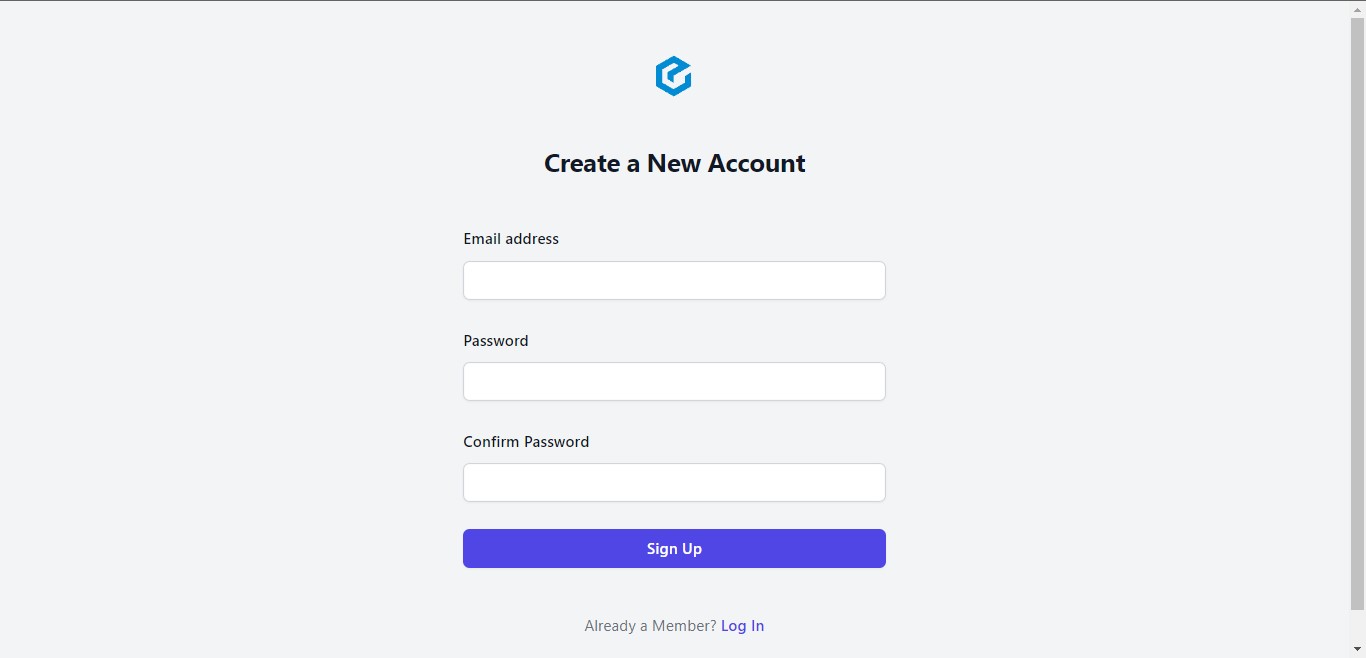 Create a New Account
Email address
Password
Confirm Password
Sign Up
Already a Member? Log In